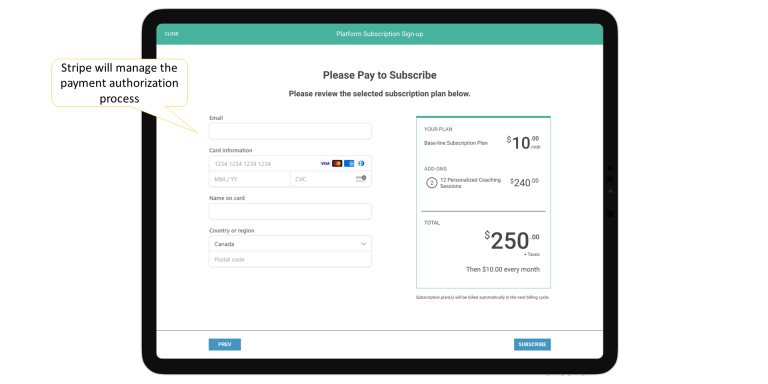 CLOSE
Platform Subscription Sign-up
Stripe will manage the
payment authorization
process
Please Pay to Subscribe
Please review the selected subscription plan below.
Email
Card information
1234 1234 1234 1234
VISA
MM / YY
CVC
Name on card
Country or region
Canada
Postal code
YOUR PLAN
Base-line Subscription Plan $10.00 /mth
ADD-ONS
2 12 Personalized Coaching $240.00
Sessions
TOTAL
$250.00
+ Taxes
Then $10.00 every month
Subscription plan(s) will be billed automatically in the next billing cycle.
PREV
SUBSCRIBE